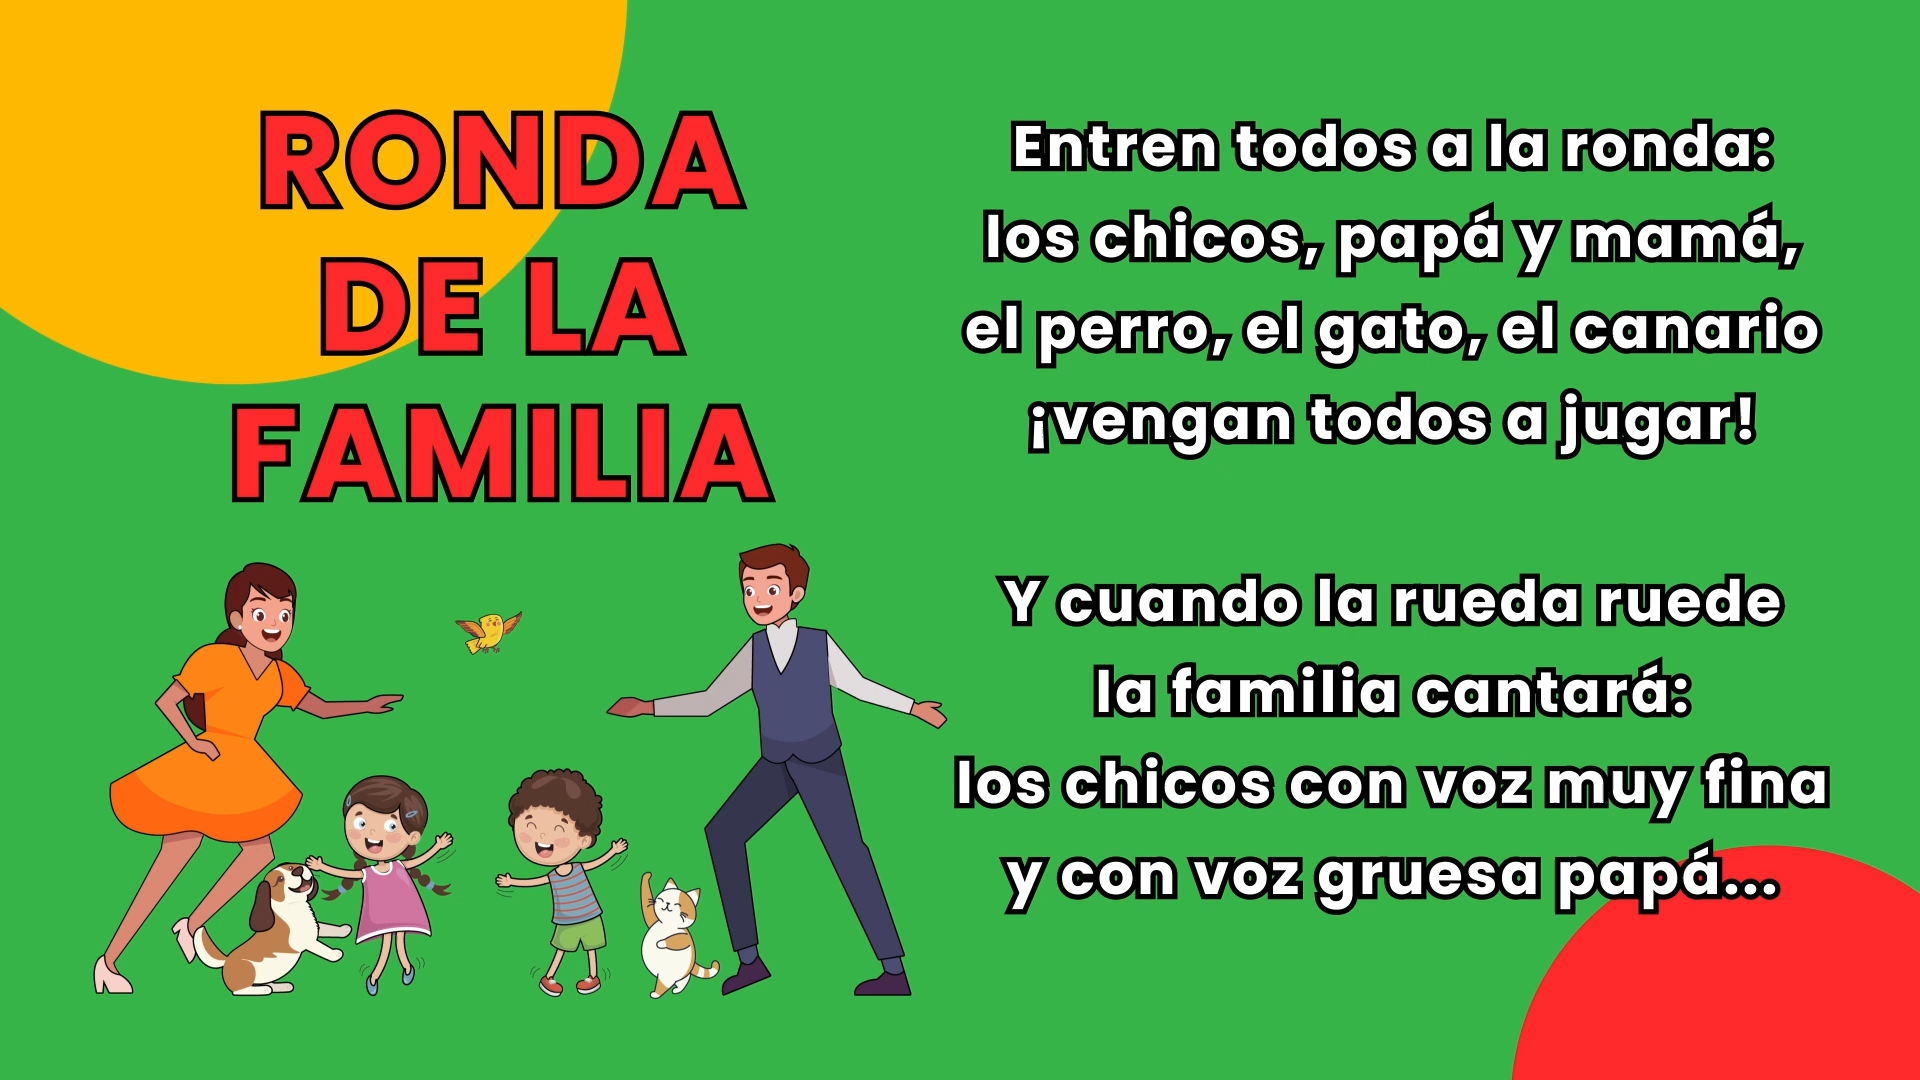 RONDA
DE LA
FAMILIA
Entren todos a la ronda:
los chicos, papá y mamá,
el perro, el gato, el canario
¡vengan todos a jugar!
Y cuando la rueda ruede
la familia cantará:
los chicos con voz muy fina
y con voz gruesa papá...